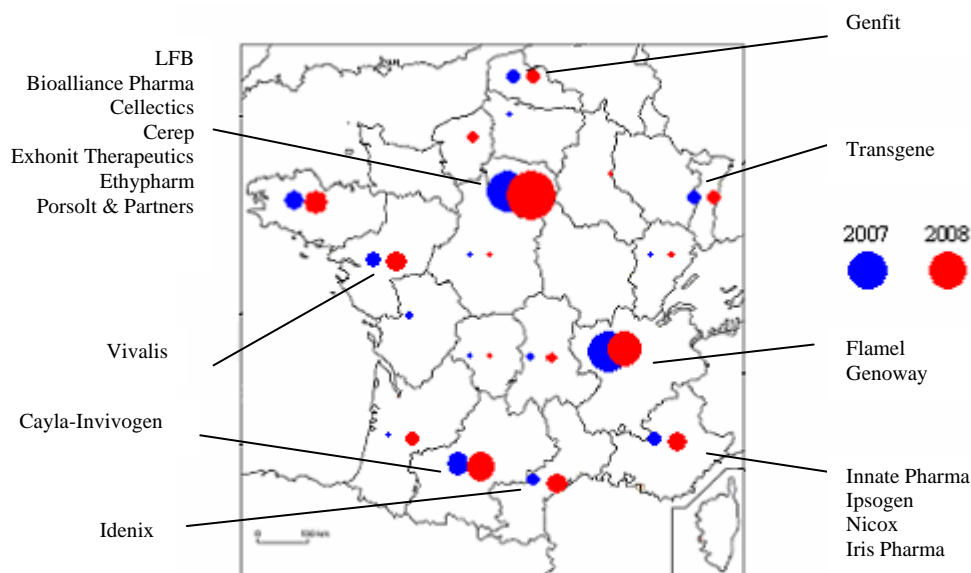 Genfit
LFB
Bioalliance Pharma
Cellectics
Cerep
Exhonit Therapeutics
Ethypharm
Porsolt & Partners
Transgene
2007 2008
Vivalis
Flamel
Genoway
Cayla-Invivogen
Idenix
Innate Pharma
Ipsogen
Nicox
Iris Pharma